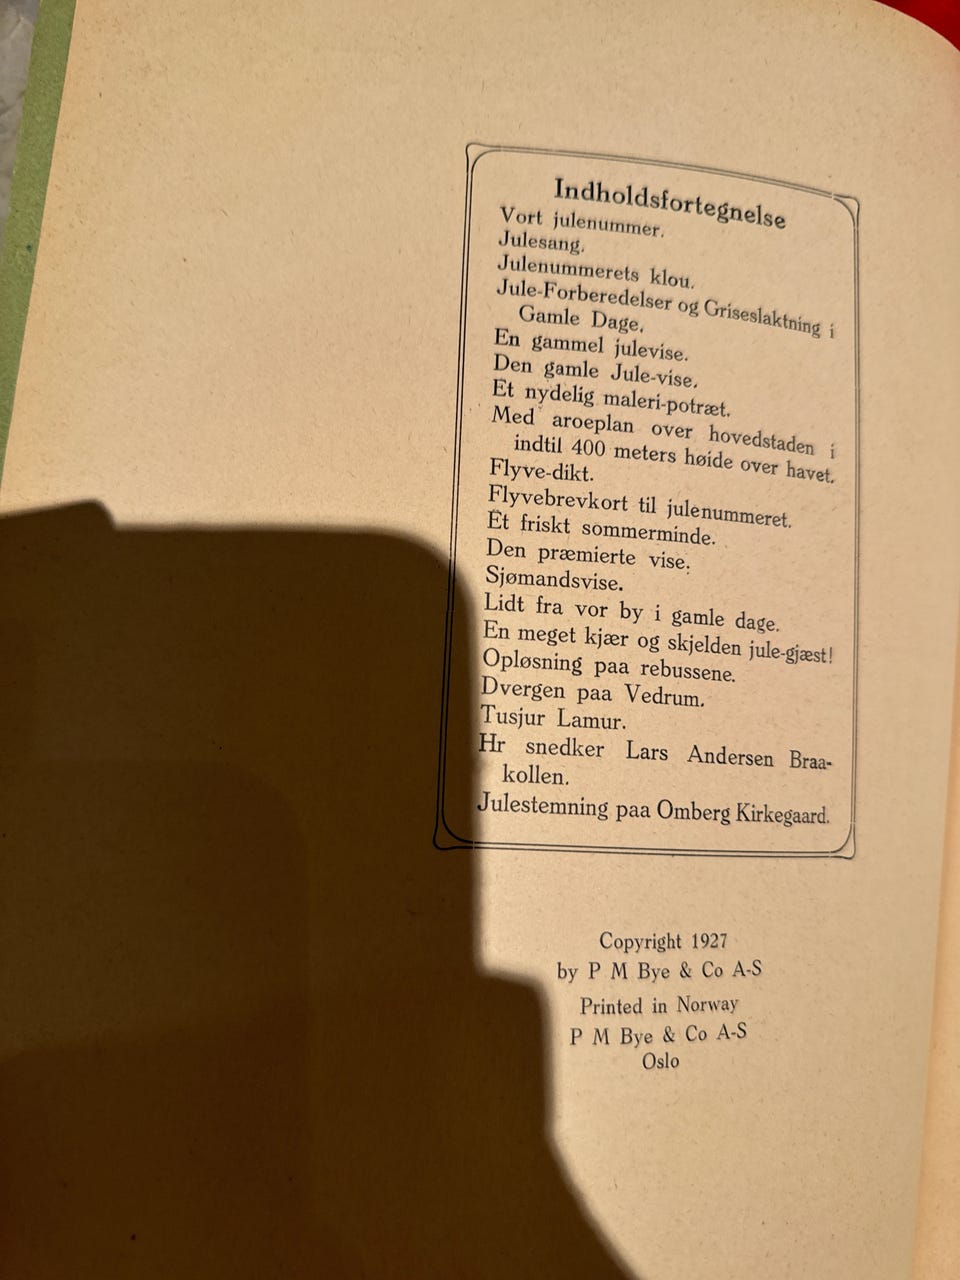 Indholdsfortegnelse
Vort julenummer.
Julesang.
Julenummerets klou.
Jule-Forberedelser og Griseslaktning i
Gamle Dage.
En gammel julevise.
Den gamle Jule-vise.
Et nydelig maleri-potræt.
Med aroeplan over hovedstaden i
indtil 400 meters høide over havet.
Flyve-dikt.
Flyvebrevkort til julenummeret.
Et friskt sommerminde.
Den præmierte vise.
Sjømandsvise.
Lidt fra vor by i gamle dage.
En meget kjær og skjelden jule-gjæst!
Opløsning paa rebussene.
Dvergen paa Vedrum.
Tusjur Lamur.
Hr snedker Lars Andersen Braa-
kollen.
Julestemning paa Omberg Kirkegaard.
Copyright 1927
by P M Bye & Co A-S
Printed in Norway
P M Bye & Co A-S
Oslo